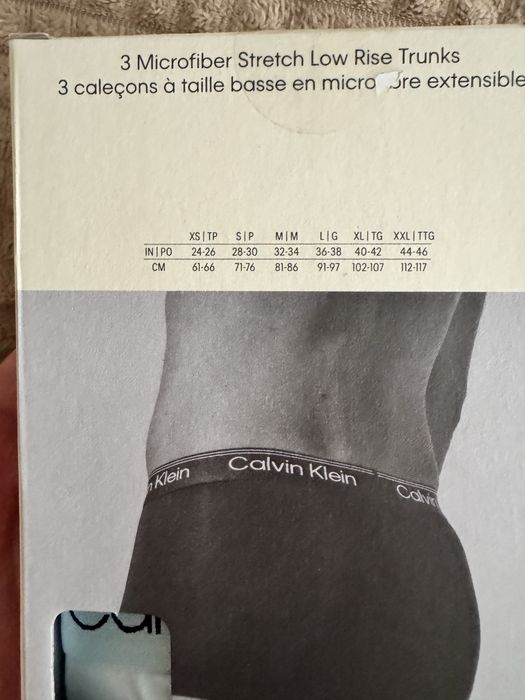 3 Microfiber Stretch Low Rise Trunks
3 caleçons à taille basse en extensible
XS|TP S|P M|M L|G XL|TG XXL|TTG
IN|PO 24-26 28-30 32-34 36-38 40-42 44-46
CM 61-66 71-76 81-86 91-97 102-107 112-117
Klein Calvin Klein Calvin